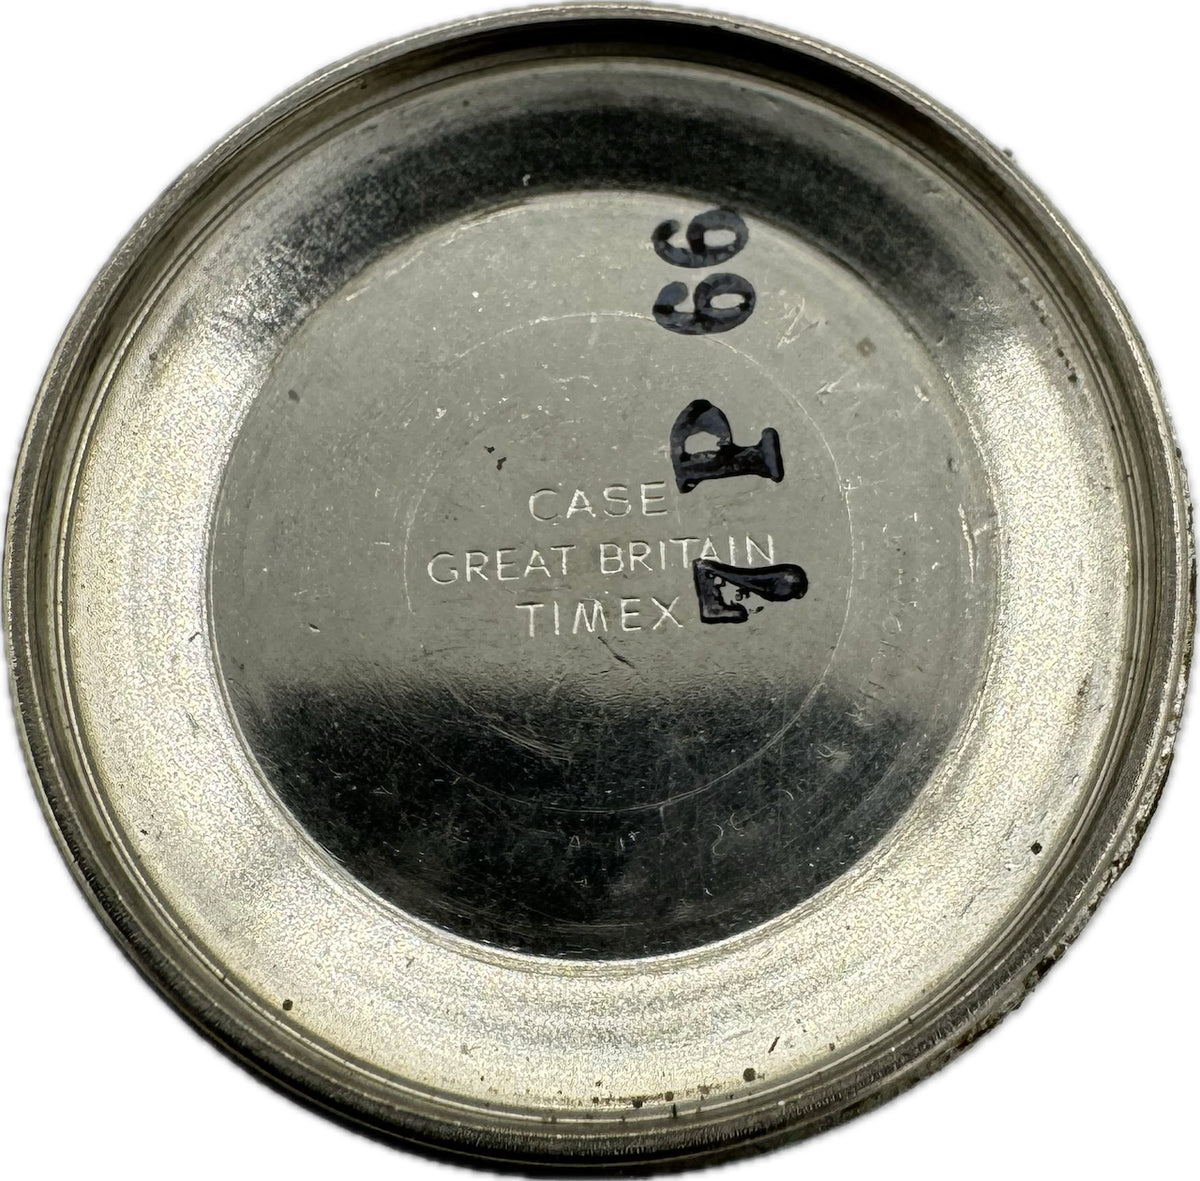 CASE
GREAT BRITAIN
TIMEX
7 P 66